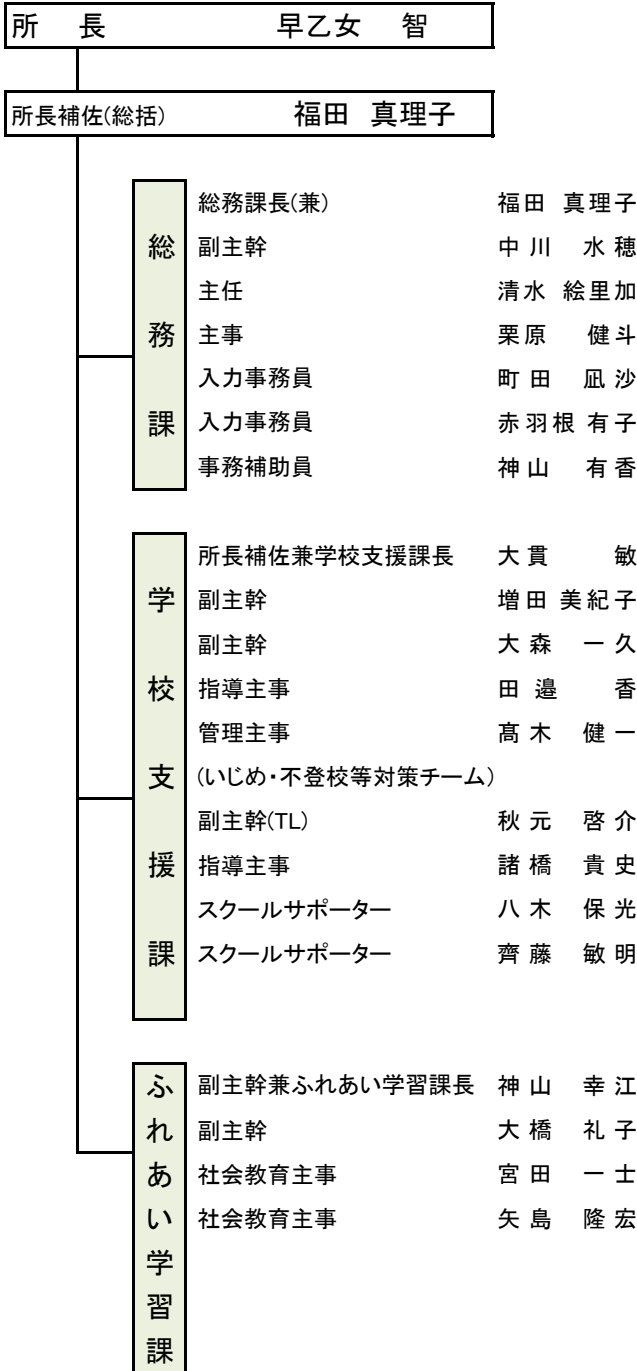 所　長　早乙女　智
所長補佐(総括)　福田　真理子
総務課
総務課長(兼)　福田　真理子
副主幹　中川　水穂
主任　清水　絵里加
主事　栗原　健斗
入力事務員　町田　凪沙
入力事務員　赤羽根　有子
事務補助員　神山　有香
学校支援課
所長補佐兼学校支援課長　大貫　敏
副主幹　増田　美紀子
副主幹　大森　一久
指導主事　田邉　香
管理主事　髙木　健一
(いじめ・不登校等対策チーム)
副主幹(TL)　秋元　啓介
指導主事　諸橋　貴史
スクールサポーター　八木　保光
スクールサポーター　齊藤　敏明
ふれあい学習課
副主幹兼ふれあい学習課長　神山　幸江
副主幹　大橋　礼子
社会教育主事　宮田　一士
社会教育主事　矢島　隆宏